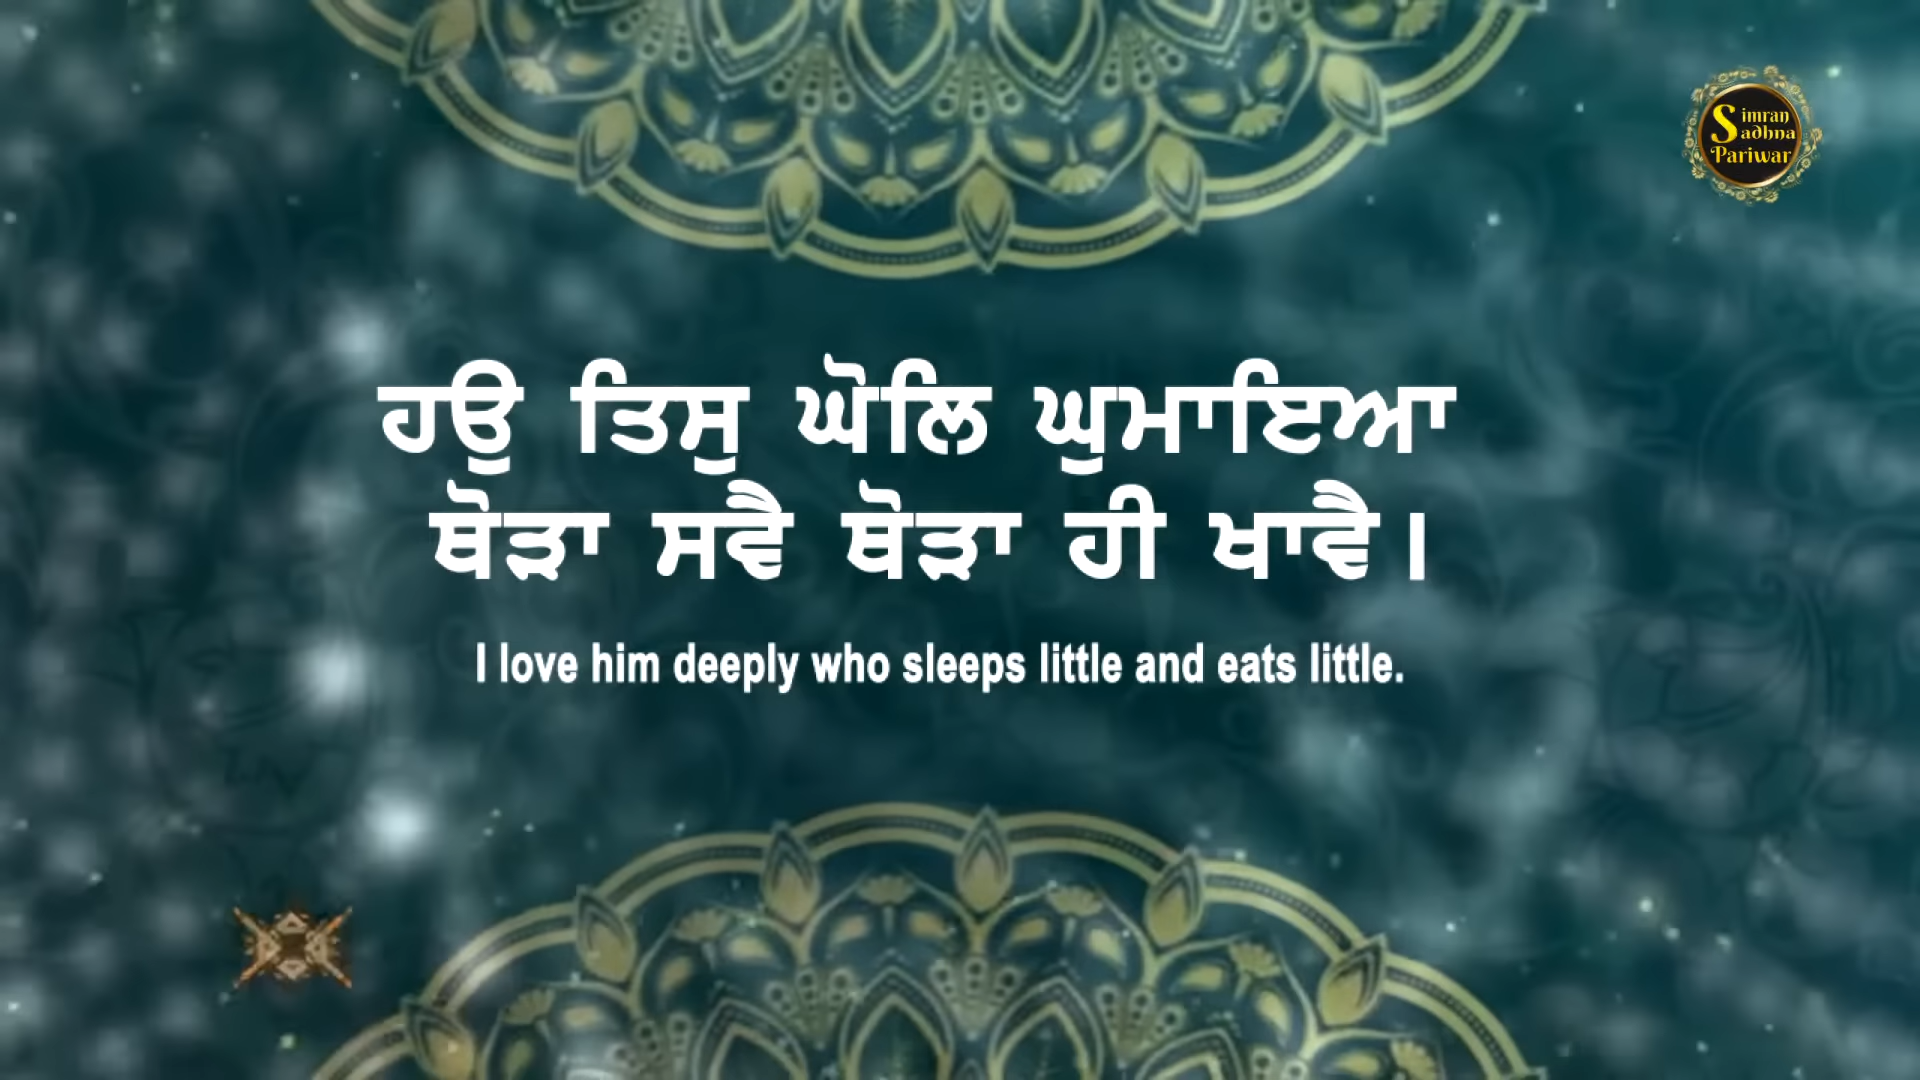 Simran
Sadhna
Pariwar
ਹਉ ਤਿਸੁ ਘੋਲਿ ਘੁਮਾਇਆ
ਥੋੜਾ ਸਵੈ ਥੋੜਾ ਹੀ ਖਾਵੈ।
I love him deeply who sleeps little and eats little.